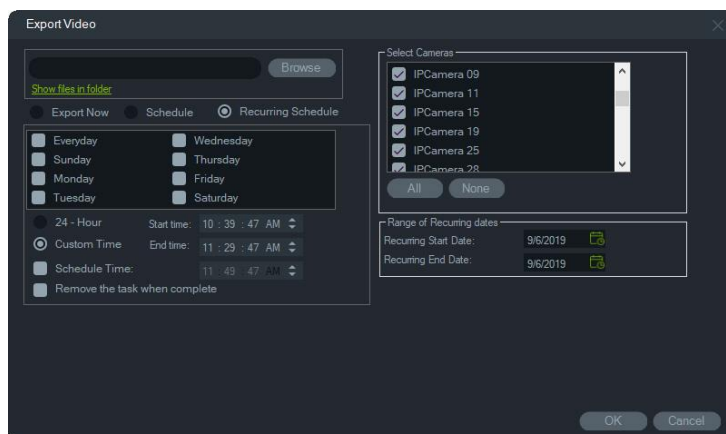 Export Video
Browse
Show files in folder
Export Now Schedule Recurring Schedule
Everyday Wednesday
Sunday Thursday
Monday Friday
Tuesday Saturday
24 - Hour Start time: 10 : 39 : 47 AM
Custom Time End time: 11 : 29 : 47 AM
Schedule Time: 11 : 49 : 47 AM
Remove the task when complete
Select Cameras
IPCamera 09
IPCamera 11
IPCamera 15
IPCamera 19
IPCamera 25
IPCamera 28
All None
Range of Recurring dates
Recurring Start Date: 9/6/2019
Recurring End Date: 9/6/2019
OK Cancel